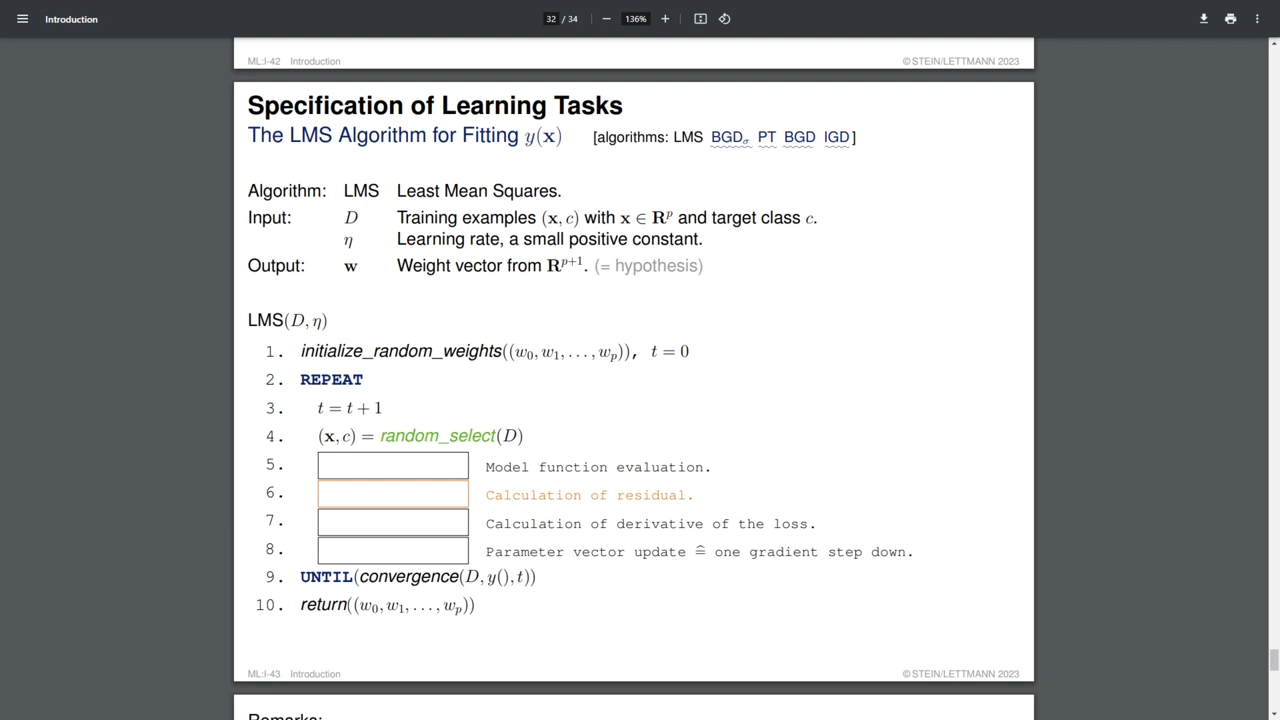 Introduction
32 / 34
136%
ML:I-42 Introduction
© STEIN/LETTMANN 2023
Specification of Learning Tasks
The LMS Algorithm for Fitting y(x) [algorithms: LMS BGDσ PT BGD IGD]
Algorithm: LMS Least Mean Squares.
Input: D Training examples (x, c) with x ∈ R^p and target class c.
η Learning rate, a small positive constant.
Output: w Weight vector from R^{p+1}. (= hypothesis)
LMS(D, η)
1. initialize_random_weights((w₀, w₁, . . . , wₚ)), t = 0
2. REPEAT
3. t = t + 1
4. (x, c) = random_select(D)
5. Model function evaluation.
6. Calculation of residual.
7. Calculation of derivative of the loss.
8. Parameter vector update ≙ one gradient step down.
9. UNTIL(convergence(D, y(), t))
10. return((w₀, w₁, . . . , wₚ))
ML:I-43 Introduction
© STEIN/LETTMANN 2023
Remarks: